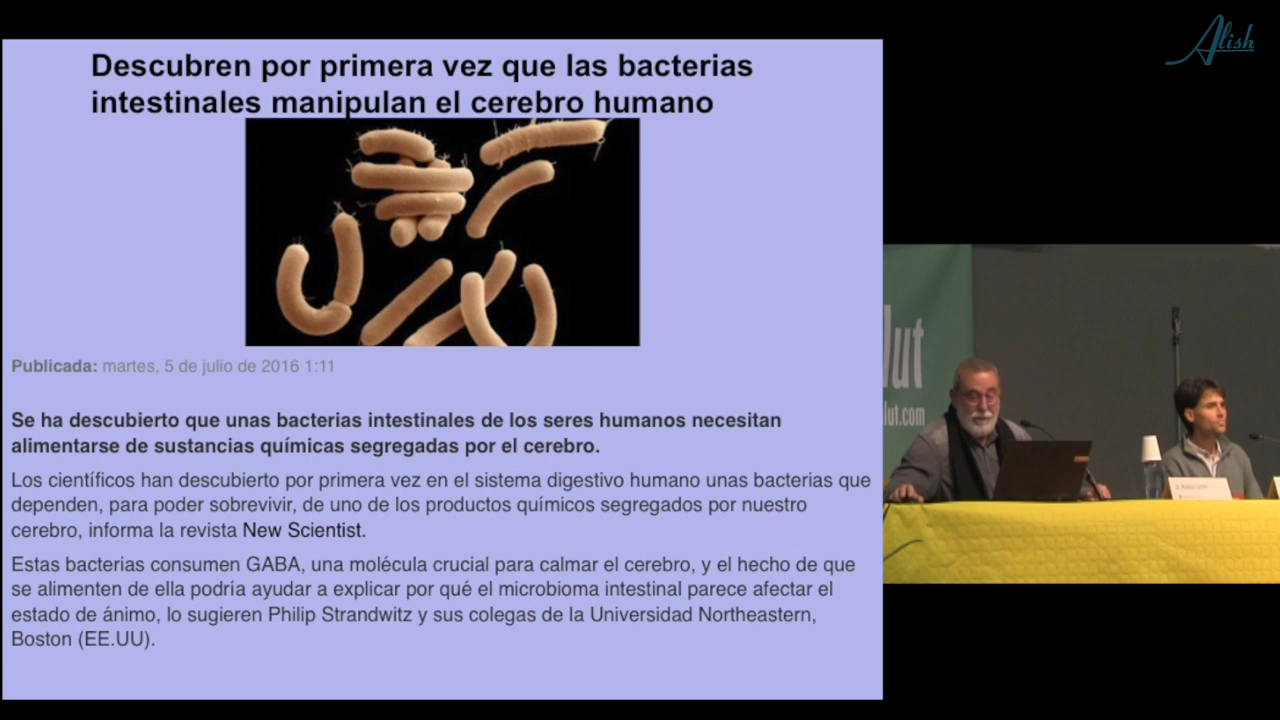 Alish
Descubren por primera vez que las bacterias
intestinales manipulan el cerebro humano
Publicada: martes, 5 de julio de 2016 1:11
Se ha descubierto que unas bacterias intestinales de los seres humanos necesitan
alimentarse de sustancias químicas segregadas por el cerebro.
Los científicos han descubierto por primera vez en el sistema digestivo humano unas bacterias que
dependen, para poder sobrevivir, de uno de los productos químicos segregados por nuestro
cerebro, informa la revista New Scientist.
Estas bacterias consumen GABA, una molécula crucial para calmar el cerebro, y el hecho de que
se alimenten de ella podría ayudar a explicar por qué el microbioma intestinal parece afectar el
estado de ánimo, lo sugieren Philip Strandwitz y sus colegas de la Universidad Northeastern,
Boston (EE.UU).
lut
lut.com